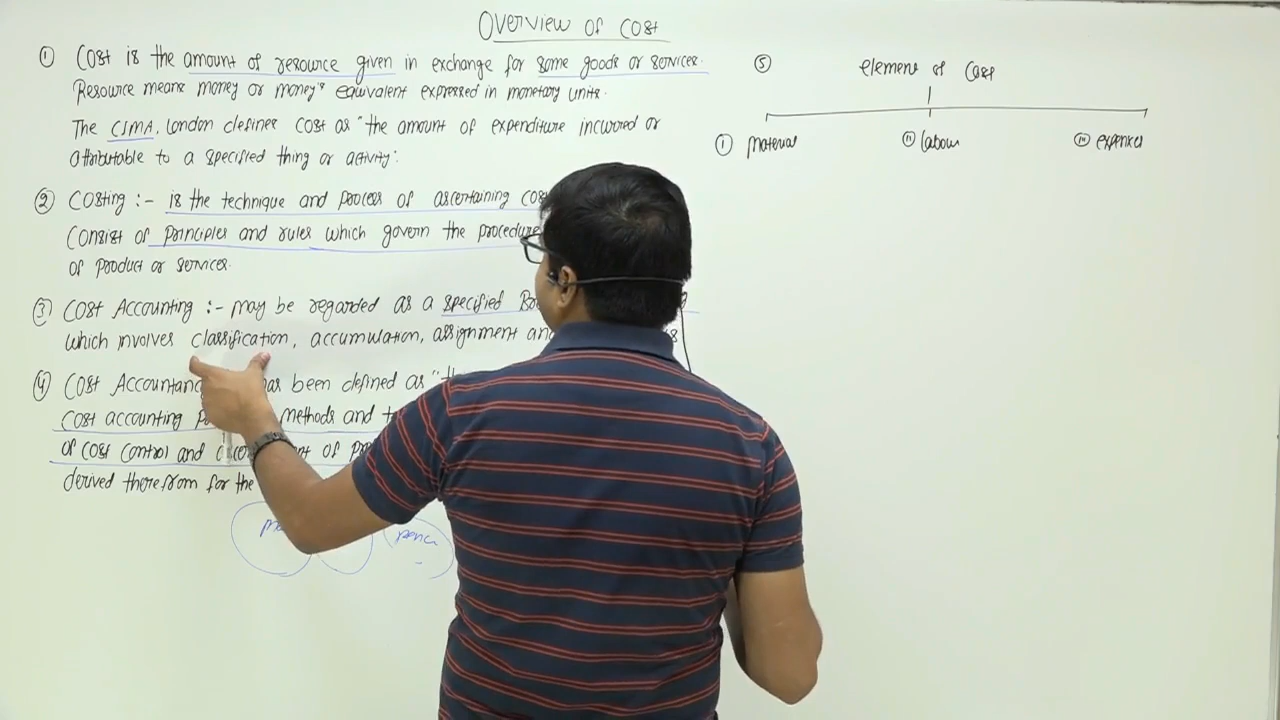 Overview of Cost
① Cost is the amount of resource given in exchange for some goods or services.
Resource means money or money's equivalent expressed in monetary units.
The CIMA, London defines cost as "the amount of expenditure incurred or
attributable to a specified thing or activity".
② Costing :- is the technique and process of ascertaining
consist of principles and rules which govern the procedure
of product or services.
③ Cost Accounting :- may be regarded as a specified
which involves classification, accumulation, assignment and
④ Cost has been defined as
cost accounting methods and
of cost control and of
derived therefrom for the
⑤ element of Cost
① material ⑪ labour ⑪ı expenses